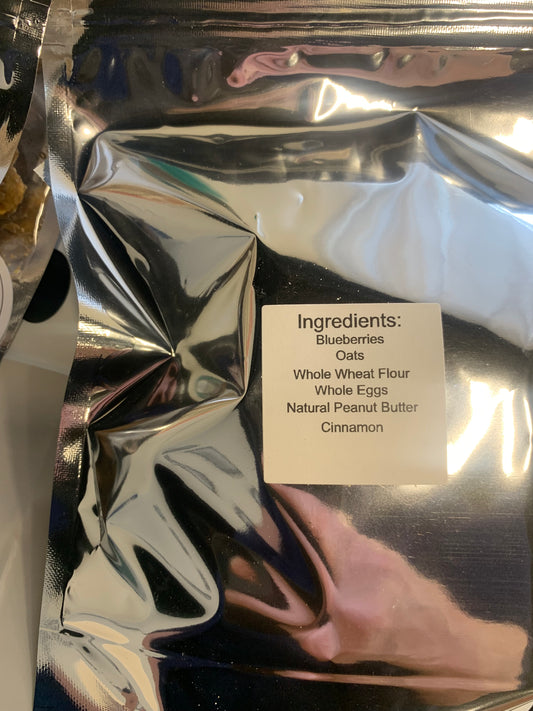 Ingredients:
Blueberries
Oats
Whole Wheat Flour
Whole Eggs
Natural Peanut Butter
Cinnamon